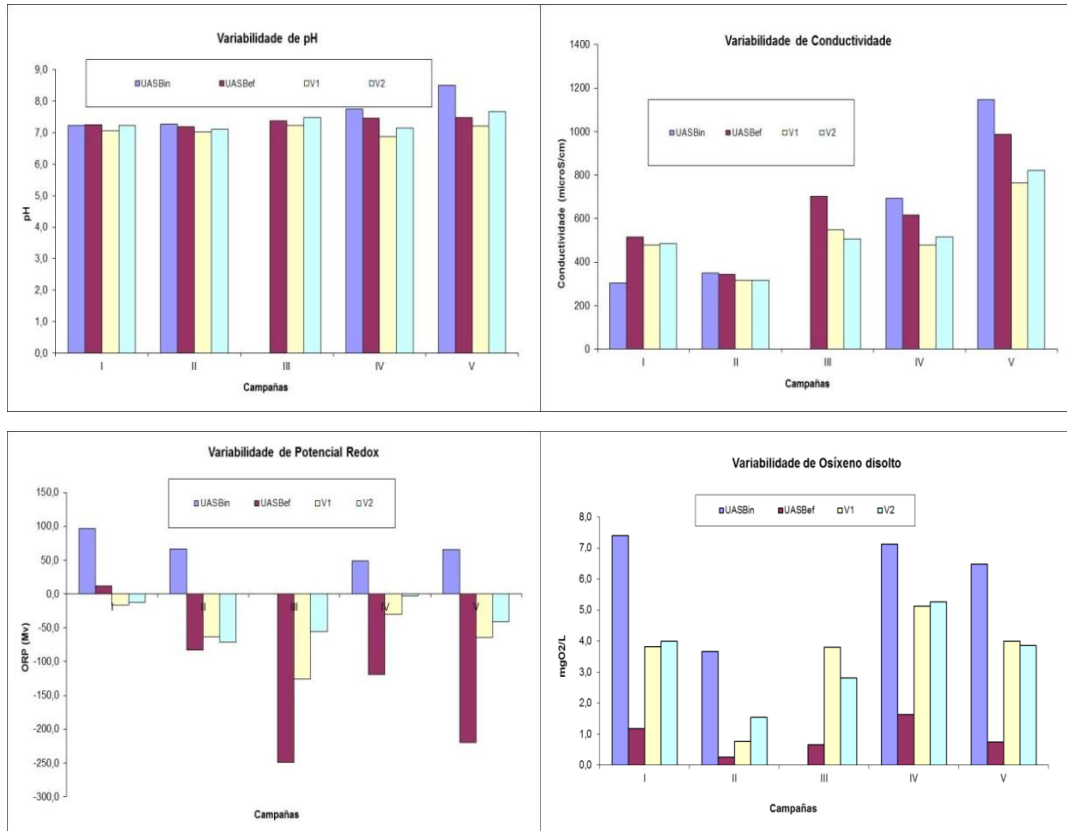 Variabilidade de pH
UASBin UASBef V1 V2
9,0
8,0
7,0
6,0
5,0
4,0
3,0
2,0
1,0
0,0
pH
I II III IV V
Campañas
Variabilidade de Conductividade
UASBin UASBef V1 V2
1400
1200
1000
800
600
400
200
0
Conductividade (microS/cm)
I II III IV V
Campañas
Variabilidade de Potencial Redox
UASBin UASBef V1 V2
150,0
100,0
50,0
0,0
-50,0
-100,0
-150,0
-200,0
-250,0
-300,0
ORP (Mv)
I II III IV V
Campañas
Variabilidade de Osíxeno disolto
UASBin UASBef V1 V2
8,0
7,0
6,0
5,0
4,0
3,0
2,0
1,0
0,0
mgO2/L
I II III IV V
Campañas